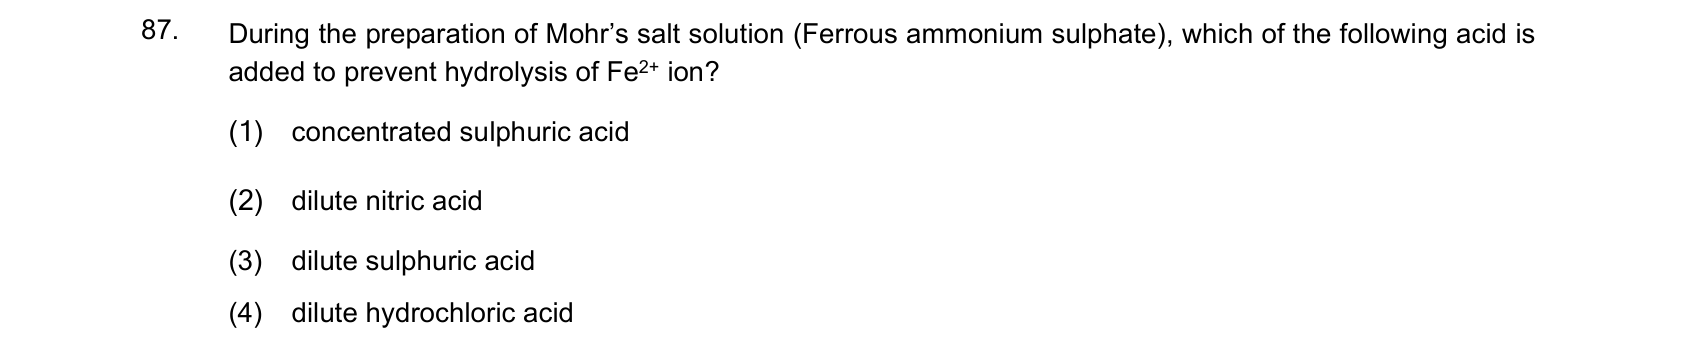 87. During the preparation of Mohr’s salt solution (Ferrous ammonium sulphate), which of the following acid is
added to prevent hydrolysis of Fe²⁺ ion?
(1) concentrated sulphuric acid
(2) dilute nitric acid
(3) dilute sulphuric acid
(4) dilute hydrochloric acid